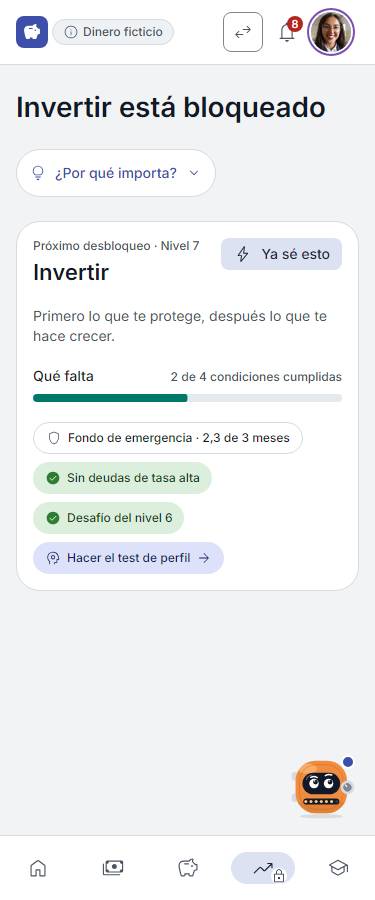 Dinero ficticio
8
Invertir está bloqueado
¿Por qué importa?
Próximo desbloqueo · Nivel 7
Ya sé esto
Invertir
Primero lo que te protege, después lo que te
hace crecer.
Qué falta
2 de 4 condiciones cumplidas
Fondo de emergencia · 2,3 de 3 meses
Sin deudas de tasa alta
Desafío del nivel 6
Hacer el test de perfil